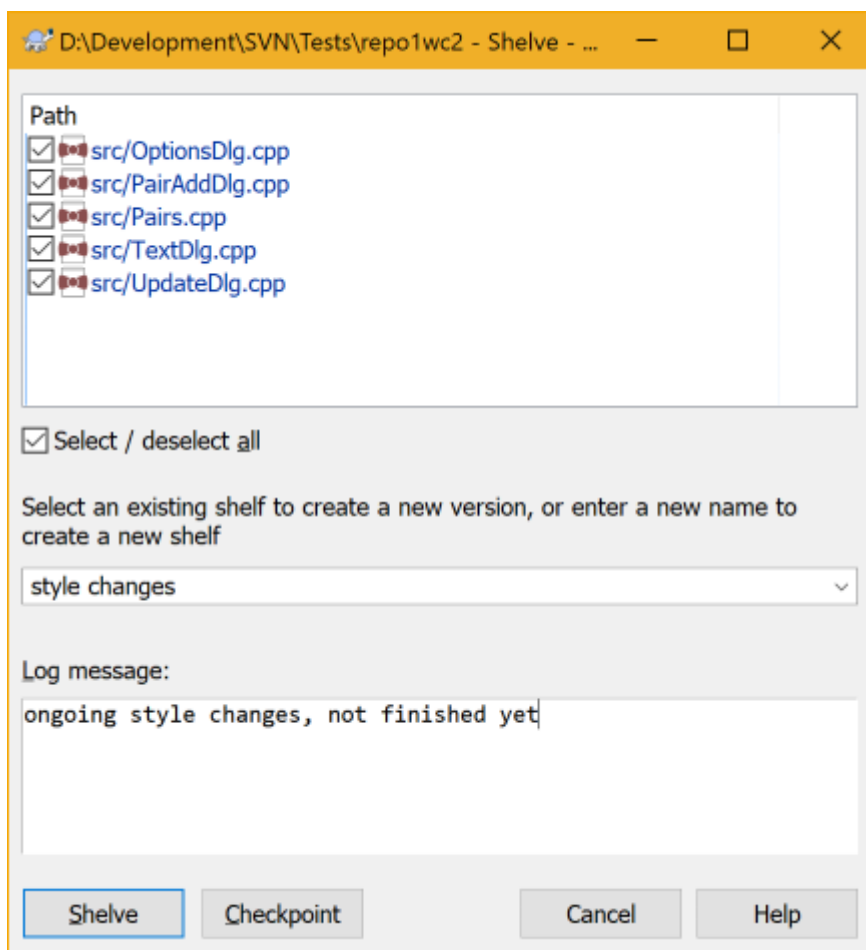 D:\Development\SVN\Tests\repo1wc2 - Shelve - ...
Path
src/OptionsDlg.cpp
src/PairAddDlg.cpp
src/Pairs.cpp
src/TextDlg.cpp
src/UpdateDlg.cpp
Select / deselect all
Select an existing shelf to create a new version, or enter a new name to
create a new shelf
style changes
Log message:
ongoing style changes, not finished yet
Shelve Checkpoint Cancel Help